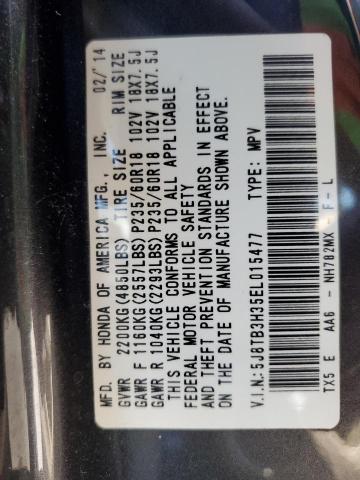 MFD. BY HONDA OF AMERICA MFG., INC. 02/'14
GVWR 2200KG(4850LBS) TIRE SIZE RIM SIZE
GAWR F 1160KG(2557LBS) P235/60R18 102V 18X7.5J
GAWR R 1040KG(2293LBS) P235/60R18 102V 18X7.5J
THIS VEHICLE CONFORMS TO ALL APPLICABLE
FEDERAL MOTOR VEHICLE SAFETY
AND THEFT PREVENTION STANDARDS IN EFFECT
ON THE DATE OF MANUFACTURE SHOWN ABOVE.
V.I.N.: 5J8TB3H35EL015477 TYPE: MPV
TX5 E AA6 - NH782MX - F - L